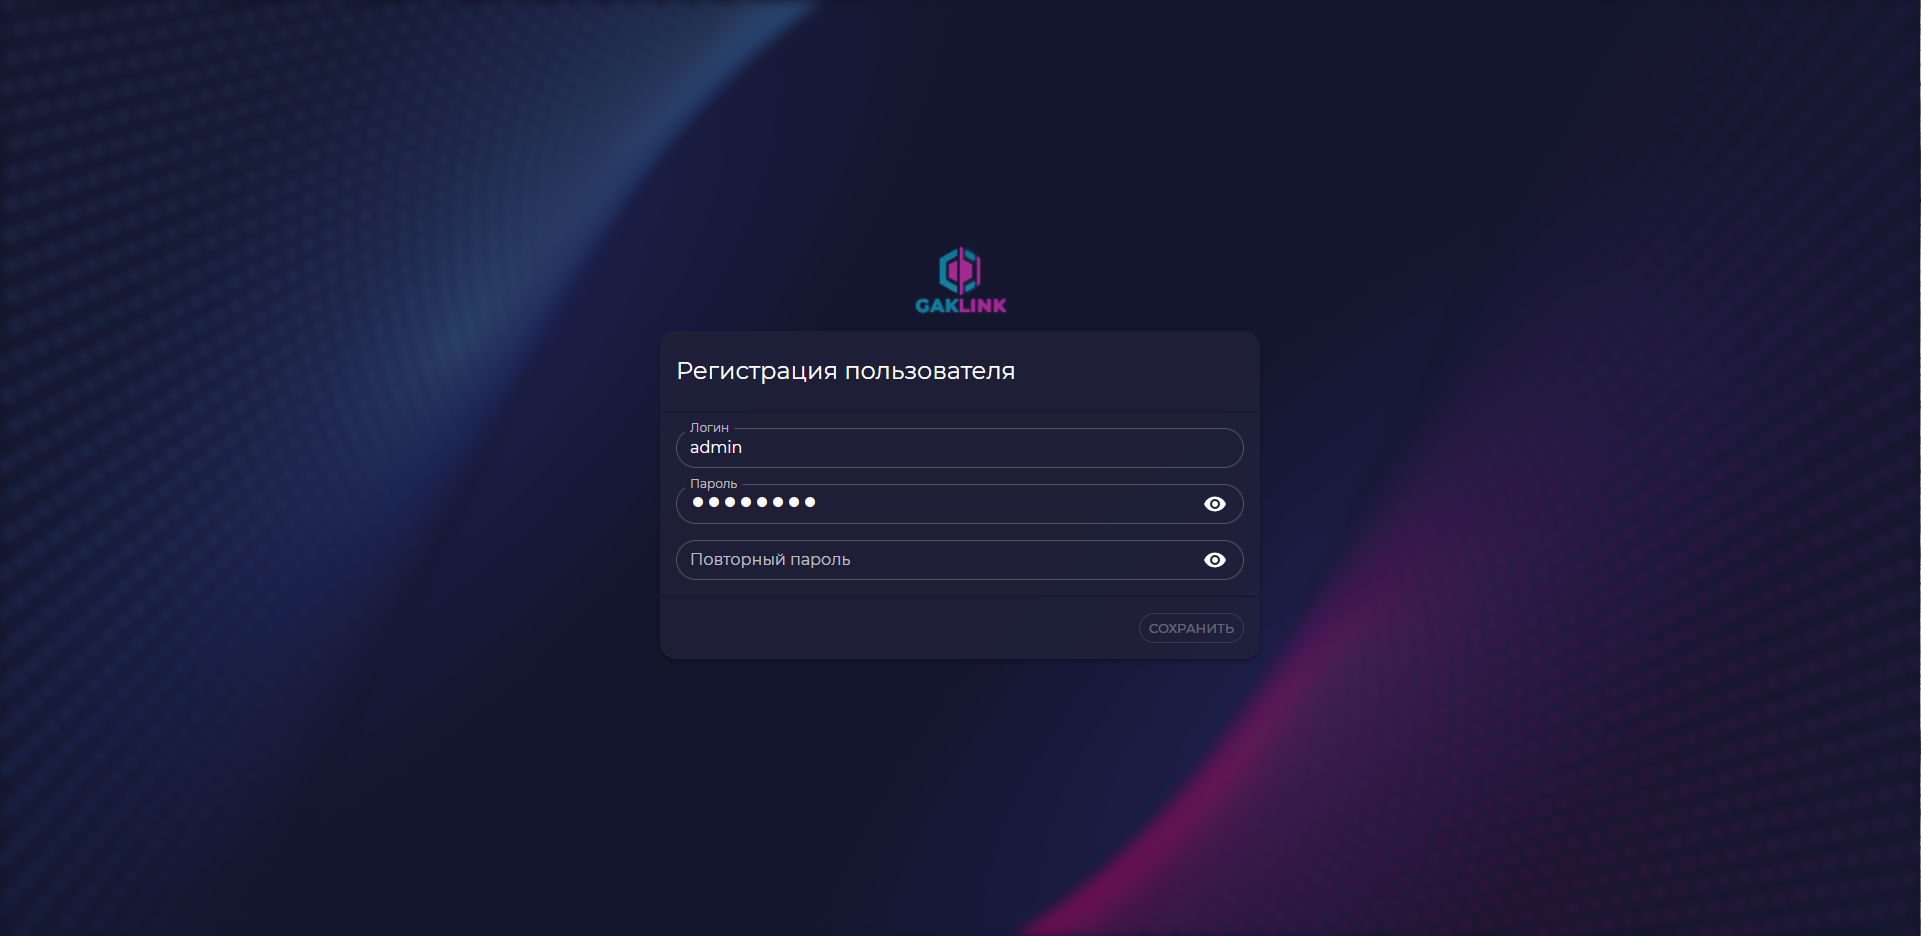 GAKLINK
Регистрация пользователя
Логин
admin
Пароль
Повторный пароль
СОХРАНИТЬ